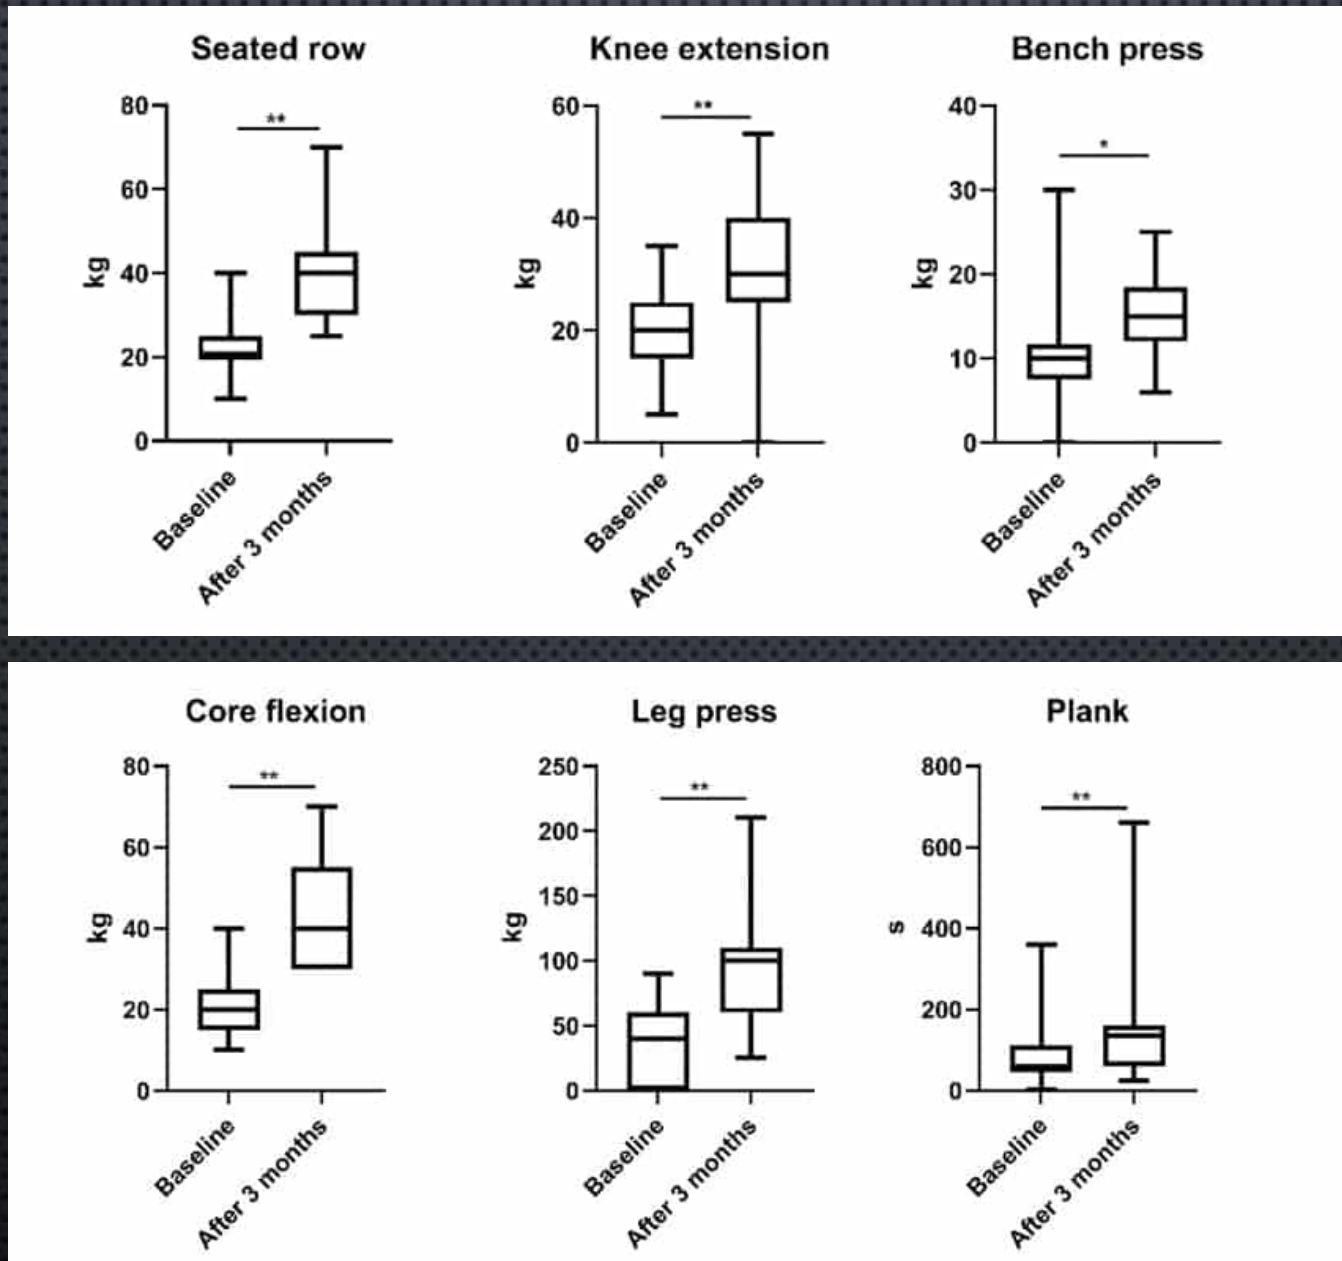 Seated row
**
80
60
40
20
0
kg
Baseline
After 3 months
Knee extension
**
60
40
20
0
kg
Baseline
After 3 months
Bench press
*
40
30
20
10
0
kg
Baseline
After 3 months
Core flexion
**
80
60
40
20
0
kg
Baseline
After 3 months
Leg press
**
250
200
150
100
50
0
kg
Baseline
After 3 months
Plank
**
800
600
400
200
0
s
Baseline
After 3 months